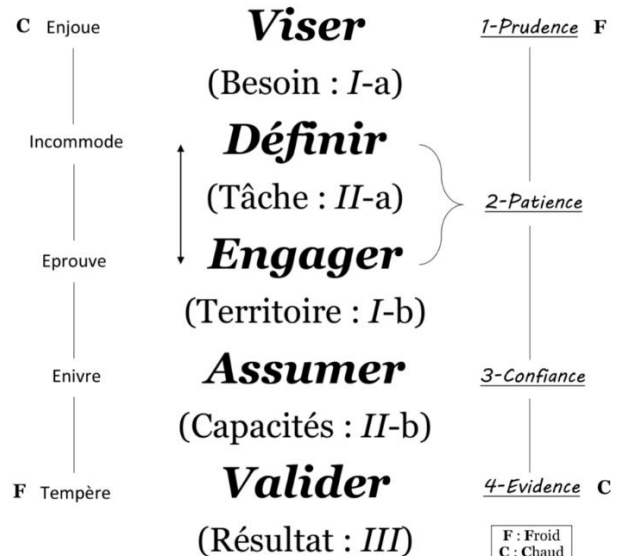 C Enjoue Viser 1-Prudence F
(Besoin : I-a)
Incommode Définir
(Tâche : II-a) 2-Patience
Eprouve Engager
(Territoire : I-b)
Enivre Assumer 3-Confiance
(Capacités : II-b)
F Tempère Valider 4-Evidence C
(Résultat : III)
F : Froid
C : Chaud